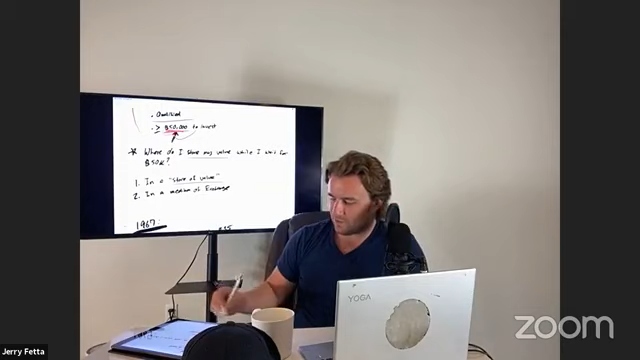 . Qualified
. ≥ $50,000 to invest
* Where do I store my value while I wait for
$50K?
1. In a "store of value"
2. In a medium of Exchange
1967:
YOGA
zoom
Jerry Fetta